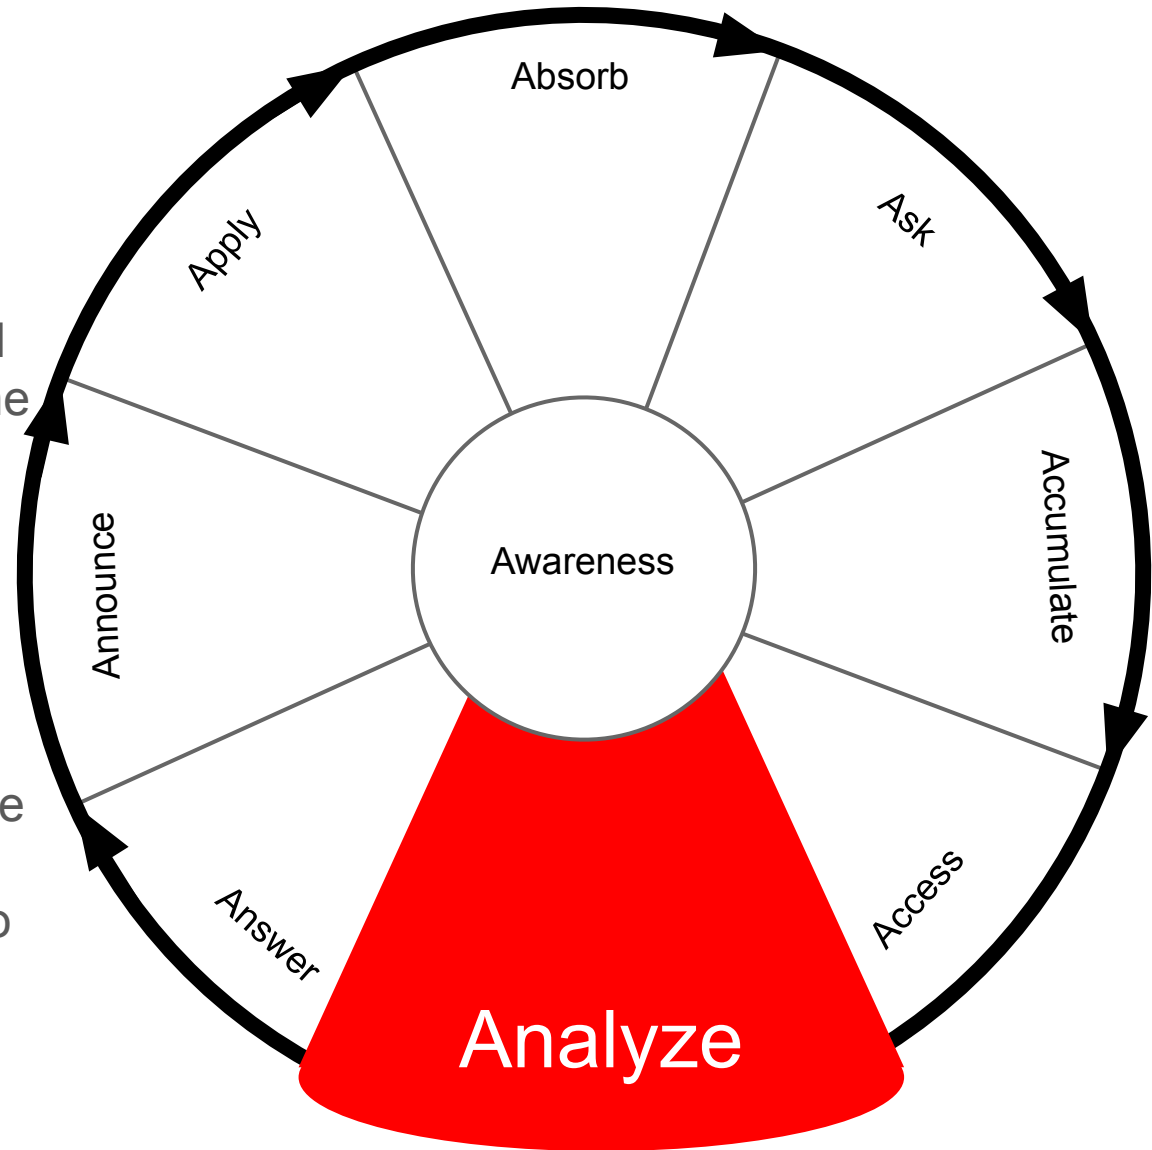 Absorb
Ask
Accumulate
Access
Analyze
Answer
Announce
Apply
Awareness